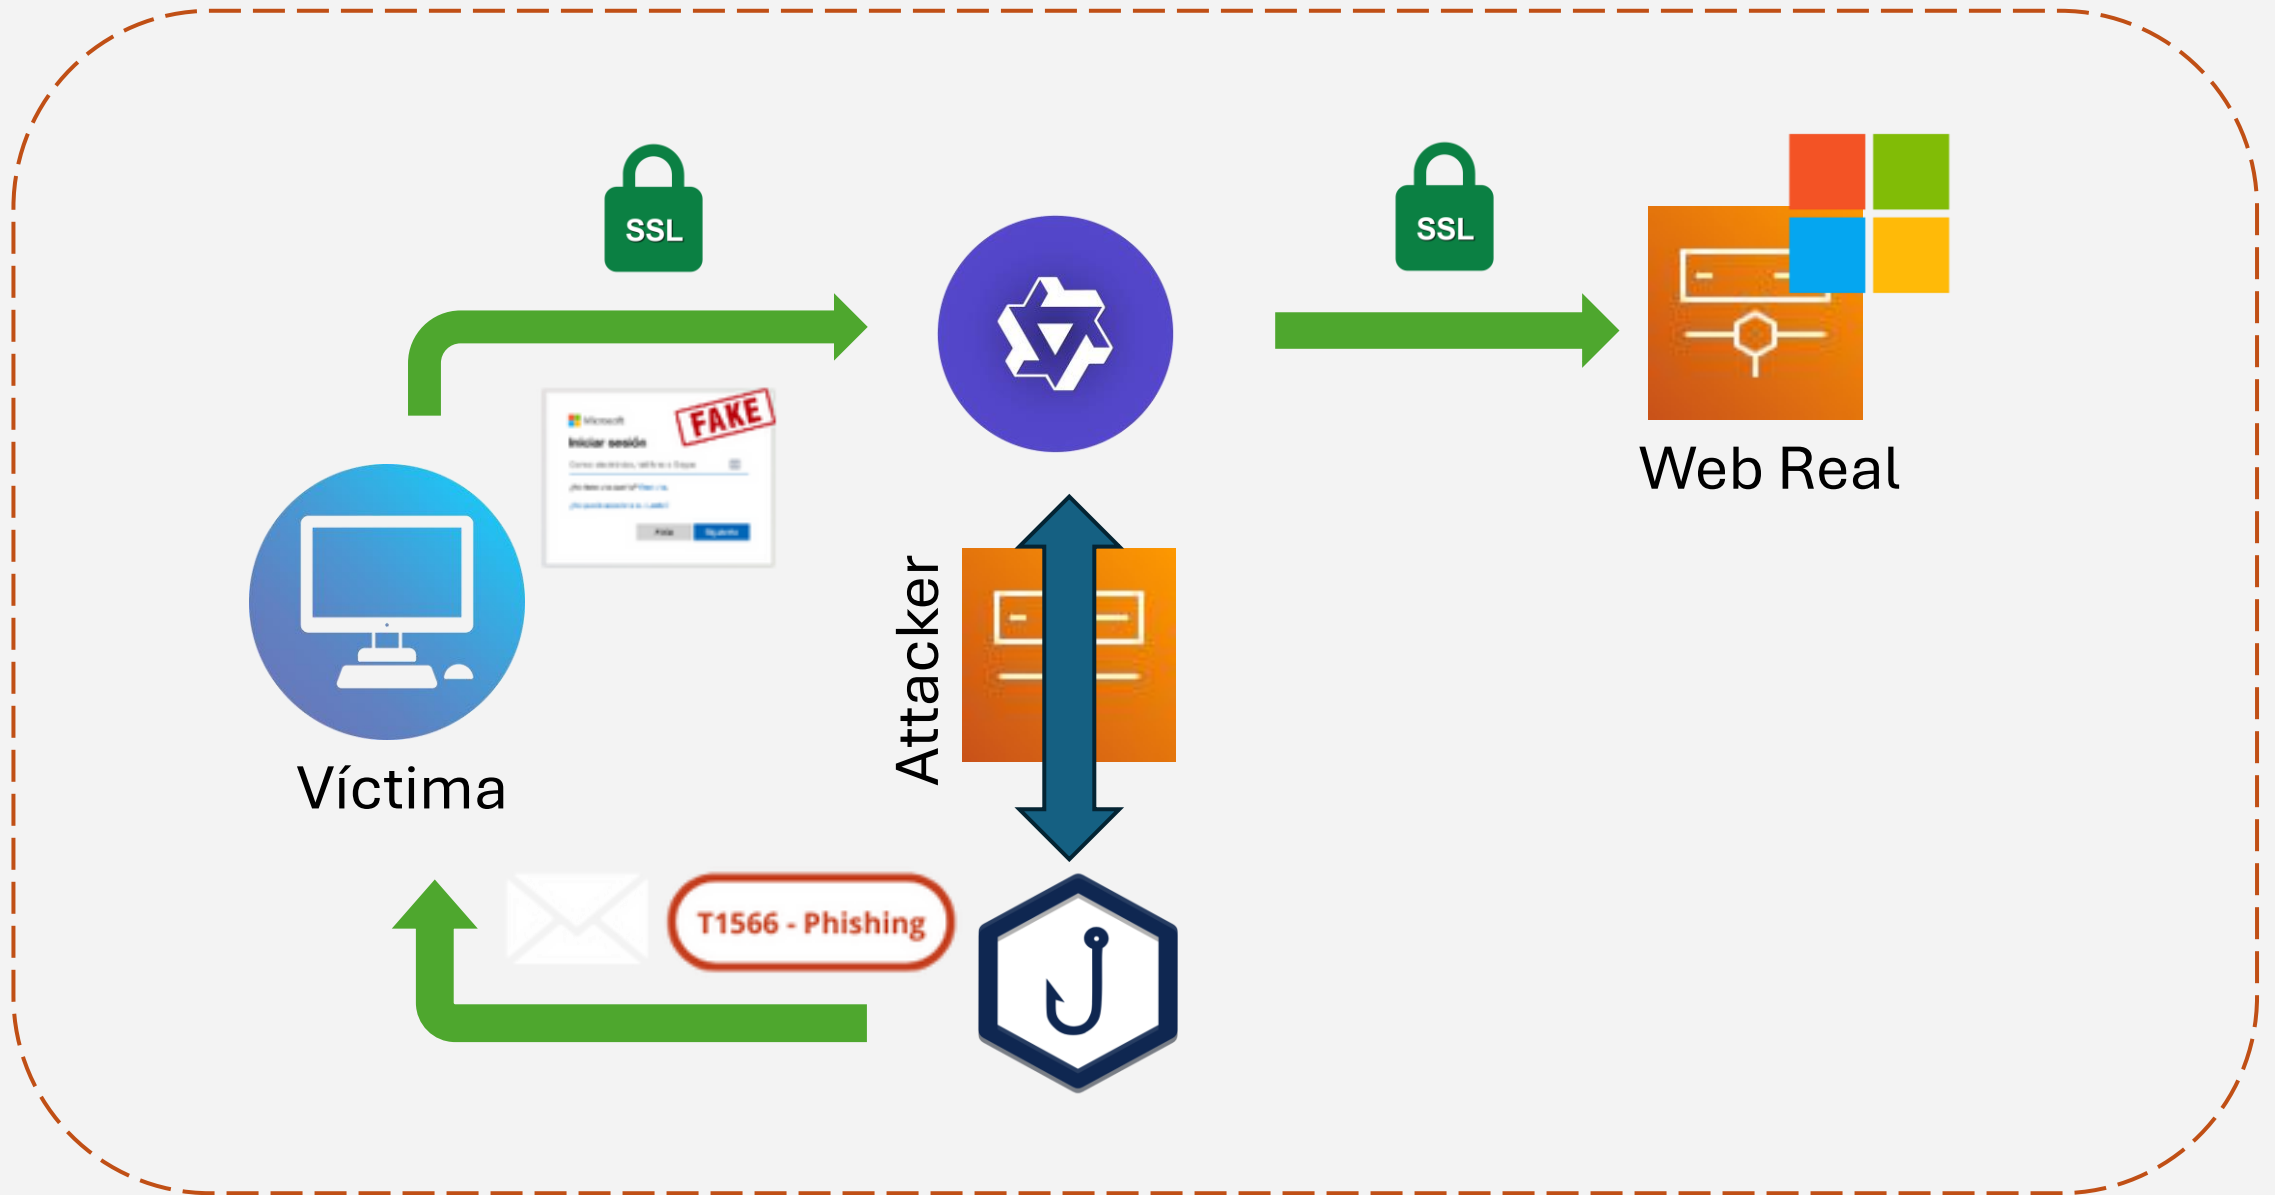 SSL
SSL
Microsoft
FAKE
Iniciar sesión
Web Real
Attacker
Víctima
T1566 - Phishing